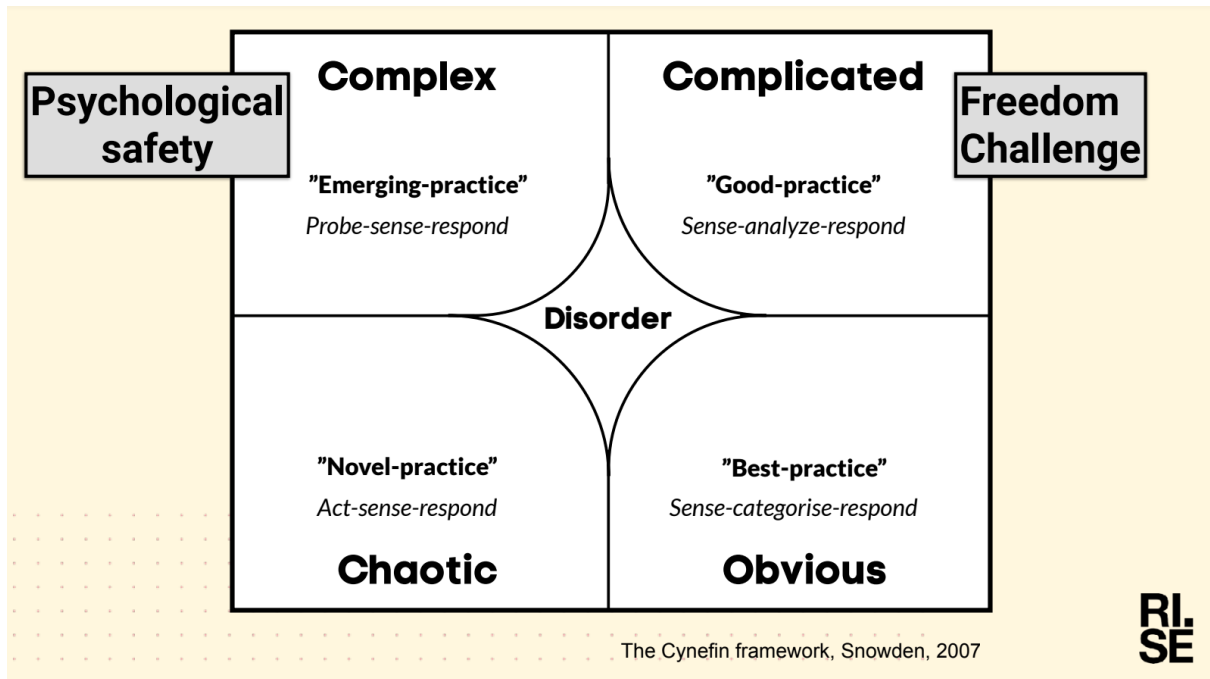 Complex
Complicated
Psychological
safety
Freedom
Challenge
”Emerging-practice”
Probe-sense-respond
”Good-practice”
Sense-analyze-respond
Disorder
”Novel-practice”
Act-sense-respond
”Best-practice”
Sense-categorise-respond
Chaotic
Obvious
The Cynefin framework, Snowden, 2007
RI.
SE